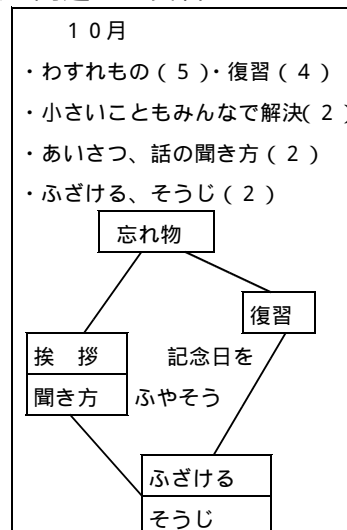 １０月
・わすれもの（５）・復習（４）
・小さいこともみんなで解決（２）
・あいさつ、話の聞き方（２）
・ふざける、そうじ（２）
忘れ物
復習
挨　拶
記念日を
聞き方
ふやそう
ふざける
そうじ